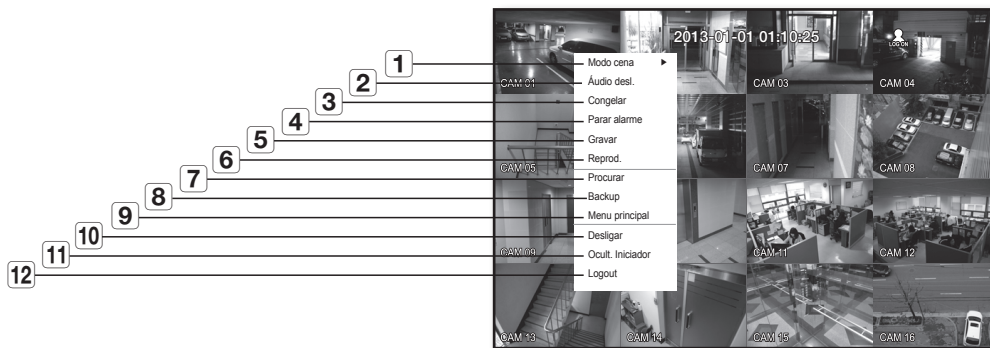 2013-01-01 01:10:25
LOG ON
1 Modo cena
2 Áudio desl.
3 Congelar
4 Parar alarme
5 Gravar
6 Reprod.
7 Procurar
8 Backup
9 Menu principal
10 Desligar
11 Ocult. Iniciador
12 Logout
CAM 01
CAM 03
CAM 04
CAM 05
CAM 07
CAM 08
CAM 09
CAM 11
CAM 12
CAM 13
CAM 14
CAM 15
CAM 16